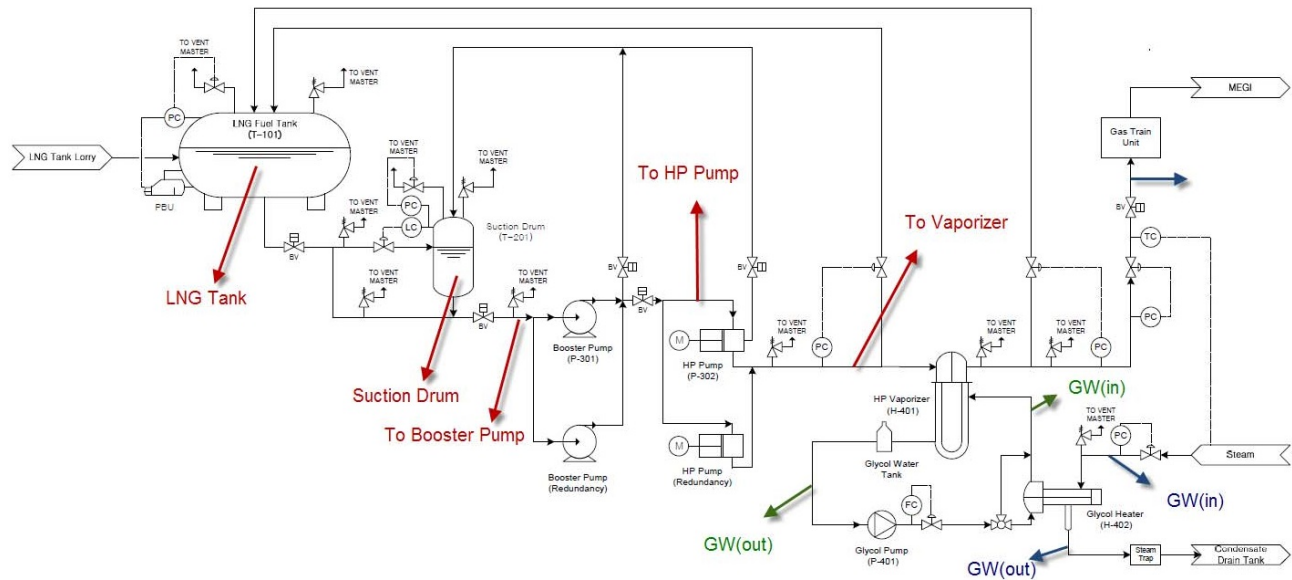 TO VENT
MASTER
TO VENT
MASTER
PC
LNG Fuel Tank
(T-101)
LNG Tank Lorry
PBU
BV
LNG Tank
TO VENT
MASTER
TO VENT
MASTER
TO VENT
MASTER
PC
LC
Suction Drum
(T-201)
TO VENT
MASTER
TO VENT
MASTER
BV
Suction Drum
To Booster Pump
Booster Pump
(P-301)
Booster Pump
(Redundancy)
BV
BV
BV
To HP Pump
M
HP Pump
(P-302)
M
HP Pump
(Redundancy)
TO VENT
MASTER
PC
To Vaporizer
HP Vaporizer
(H-401)
TO VENT
MASTER
TO VENT
MASTER
PC
MEGI
Gas Train
Unit
BV
TC
PC
GW(in)
TO VENT
MASTER
PC
Steam
GW(in)
Glycol Water
Tank
GW(out)
FC
Glycol Pump
(P-401)
Glycol Heater
(H-402)
GW(out)
Steam
Trap
Condensate
Drain Tank